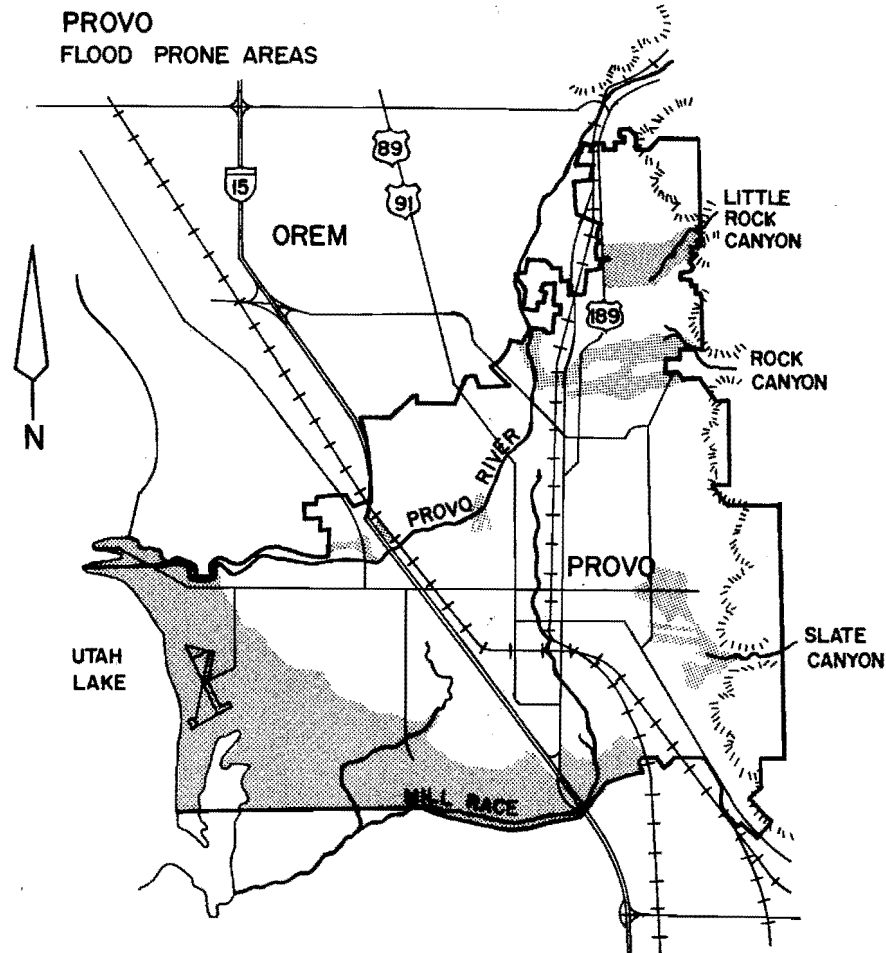 PROVO
FLOOD PRONE AREAS
89
15
91
OREM
LITTLE
ROCK
CANYON
189
ROCK
CANYON
N
PROVO RIVER
PROVO
UTAH
LAKE
SLATE
CANYON
MILL RACE